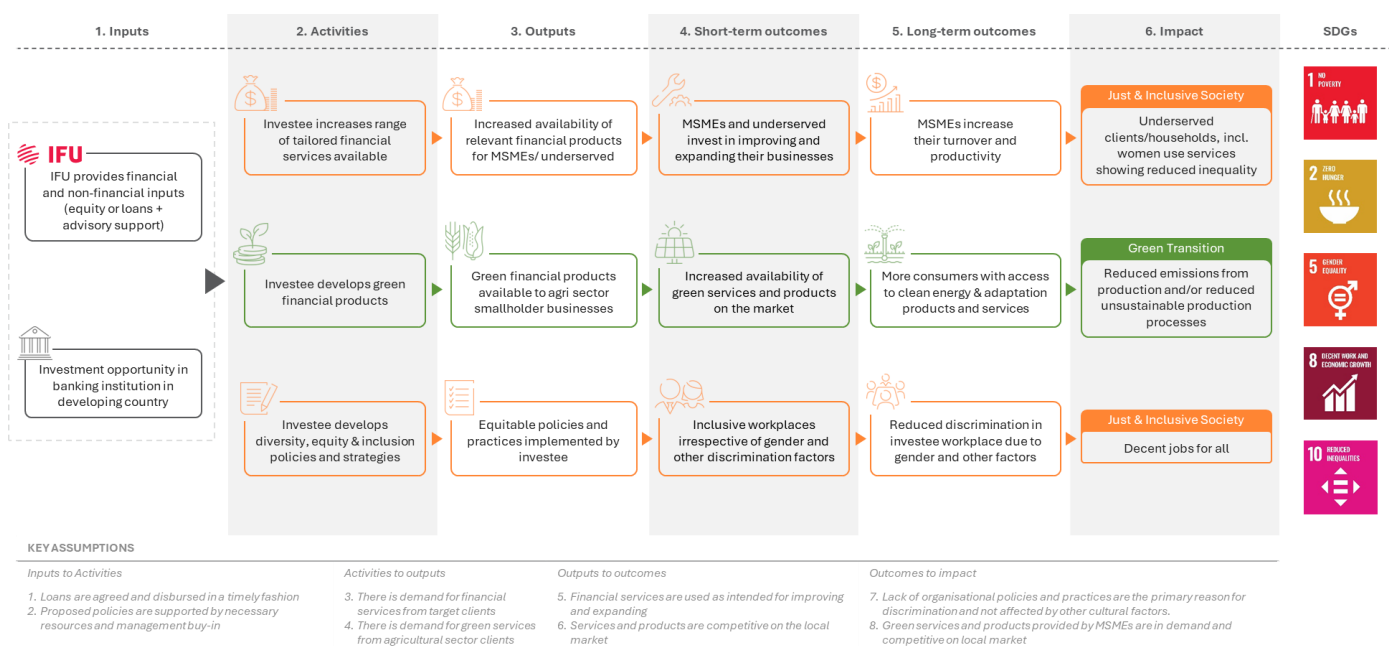 1. Inputs
2. Activities
3. Outputs
4. Short-term outcomes
5. Long-term outcomes
6. Impact
SDGs
IFU
IFU provides financial
and non-financial inputs
(equity or loans +
advisory support)
Investment opportunity in
banking institution in
developing country
Investee increases range
of tailored financial
services available
Increased availability of
relevant financial products
for MSMEs/ underserved
MSMEs and underserved
invest in improving and
expanding their businesses
MSMEs increase
their turnover and
productivity
Just & Inclusive Society
Underserved
clients/households, incl.
women use services
showing reduced inequality
Investee develops green
financial products
Green financial products
available to agri sector
smallholder businesses
Increased availability of
green services and products
on the market
More consumers with access
to clean energy & adaptation
products and services
Green Transition
Reduced emissions from
production and/or reduced
unsustainable production
processes
Investee develops
diversity, equity & inclusion
policies and strategies
Equitable policies and
practices implemented by
investee
Inclusive workplaces
irrespective of gender and
other discrimination factors
Reduced discrimination in
investee workplace due to
gender and other factors
Just & Inclusive Society
Decent jobs for all
1 NO
POVERTY
2 ZERO
HUNGER
5 GENDER
EQUALITY
8 DECENT WORK AND
ECONOMIC GROWTH
10 REDUCED
INEQUALITIES
KEY ASSUMPTIONS
Inputs to Activities
1. Loans are agreed and disbursed in a timely fashion
2. Proposed policies are supported by necessary
resources and management buy-in
Activities to outputs
3. There is demand for financial
services from target clients
4. There is demand for green services
from agricultural sector clients
Outputs to outcomes
5. Financial services are used as intended for improving
and expanding
6. Services and products are competitive on the local
market
Outcomes to impact
7. Lack of organisational policies and practices are the primary reason for
discrimination and not affected by other cultural factors.
8. Green services and products provided by MSMEs are in demand and
competitive on local market